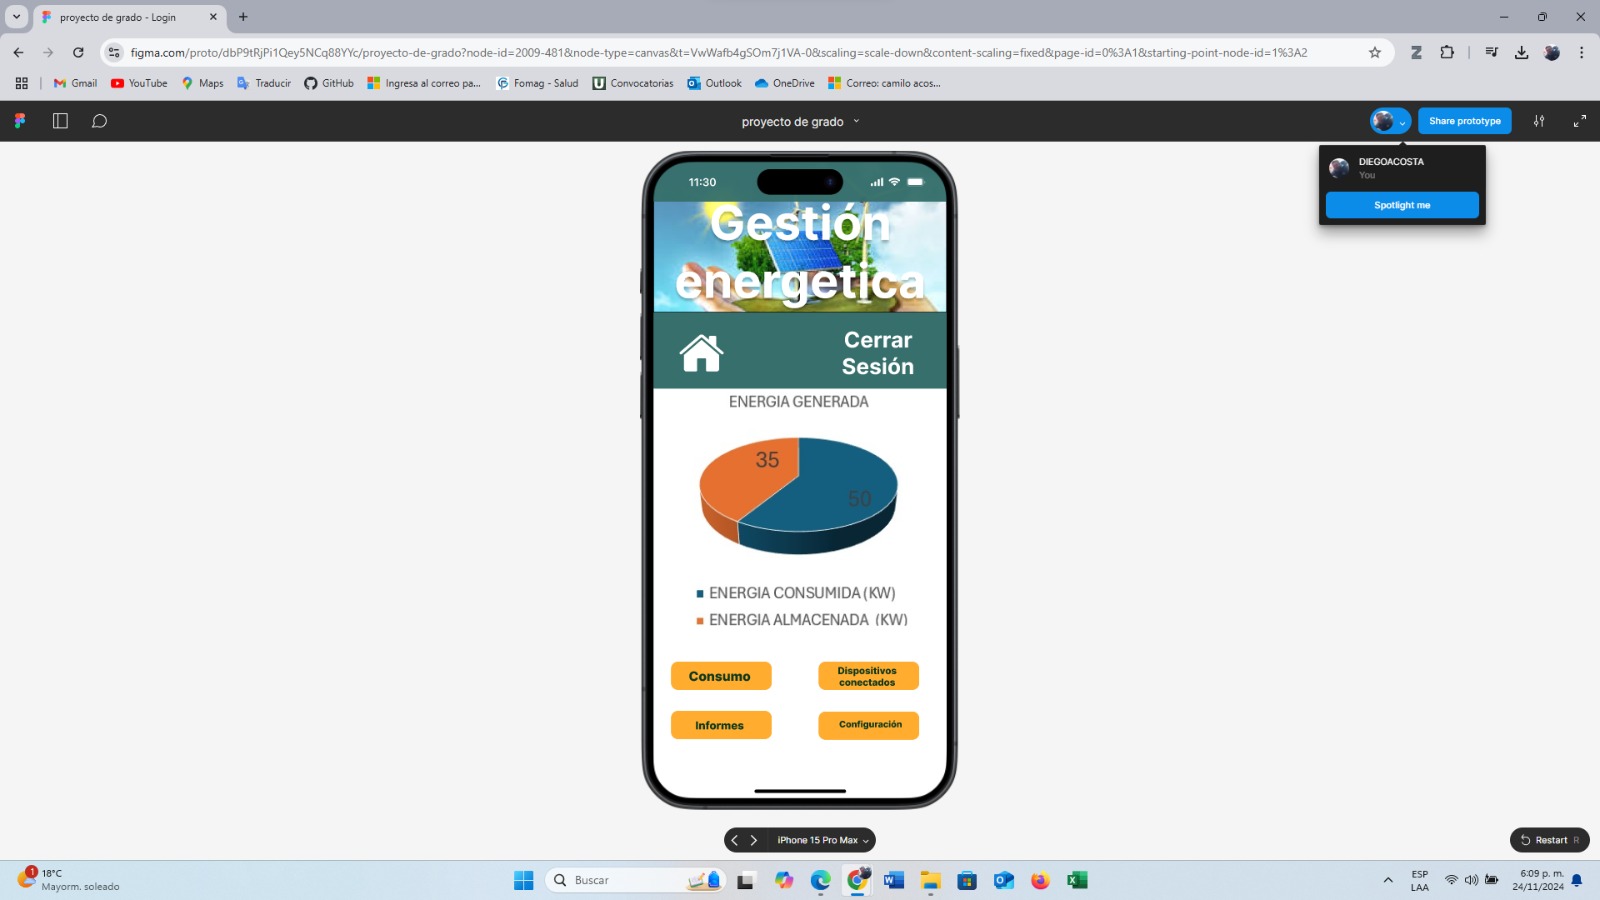 proyecto de grado - Login
figma.com/proto/dbP9tRjPi1Qey5NCq88YYc/proyecto-de-grado?node-id=2009-481&node-type=canvas&t=VwWafb4gSOm7j1VA-0&scaling=scale-down&content-scaling=fixed&page-id=0%3A1&starting-point-node-id=1%3A2
Gmail YouTube Maps Traducir GitHub Ingresa al correo pa... Fomag - Salud Convocatorias Outlook OneDrive Correo: camilo acos...
proyecto de grado
Share prototype
DIEGOACOSTA
You
Spotlight me
11:30
Gestión
energetica
Cerrar
Sesión
ENERGIA GENERADA
35
50
ENERGIA CONSUMIDA (KW)
ENERGIA ALMACENADA (KW)
Consumo
Dispositivos
conectados
Informes
Configuración
iPhone 15 Pro Max
Restart R
1
18°C
Mayorm. soleado
Buscar
ESP
LAA
6:09 p. m.
24/11/2024